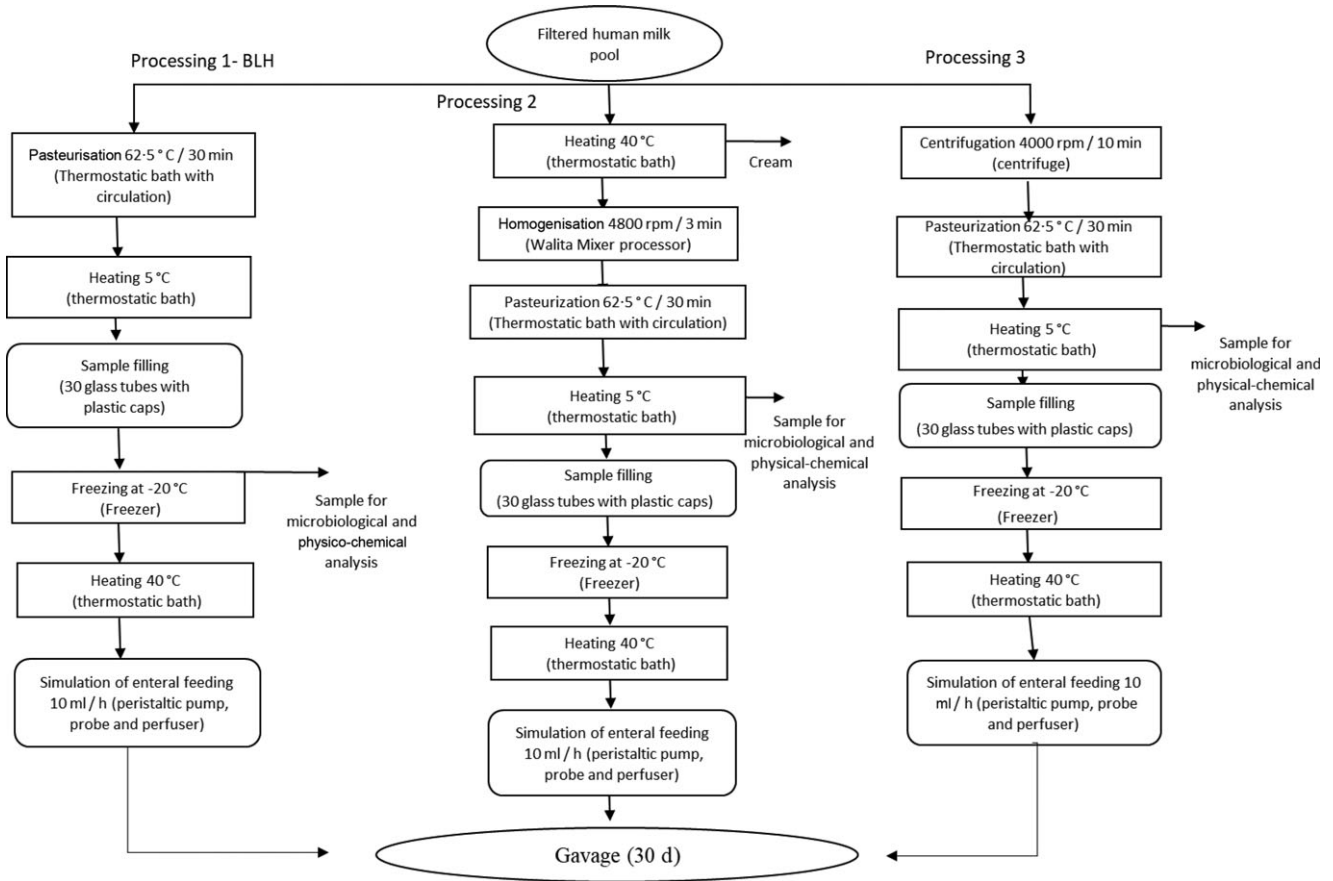 Filtered human milk
pool
Processing 1- BLH
Processing 2
Processing 3
Pasteurisation 62·5 °C / 30 min
(Thermostatic bath with
circulation)
Heating 5 °C
(thermostatic bath)
Sample filling
(30 glass tubes with
plastic caps)
Freezing at -20 °C
(Freezer)
Sample for
microbiological and
physico-chemical
analysis
Heating 40 °C
(thermostatic bath)
Simulation of enteral feeding
10 ml / h (peristaltic pump,
probe and perfuser)
Heating 40 °C
(thermostatic bath)
Cream
Homogenisation 4800 rpm / 3 min
(Walita Mixer processor)
Pasteurization 62·5 °C / 30 min
(Thermostatic bath with circulation)
Heating 5 °C
(thermostatic bath)
Sample for
microbiological and
physical-chemical
analysis
Sample filling
(30 glass tubes with plastic caps)
Freezing at -20 °C
(Freezer)
Heating 40 °C
(thermostatic bath)
Simulation of enteral feeding
10 ml / h (peristaltic pump,
probe and perfuser)
Centrifugation 4000 rpm / 10 min
(centrifuge)
Pasteurization 62·5 °C / 30 min
(Thermostatic bath with
circulation)
Heating 5 °C
(thermostatic bath)
Sample for
microbiological and
physical-chemical
analysis
Sample filling
(30 glass tubes with plastic caps)
Freezing at -20 °C
(Freezer)
Heating 40 °C
(thermostatic bath)
Simulation of enteral feeding 10
ml / h (peristaltic pump, probe
and perfuser)
Gavage (30 d)